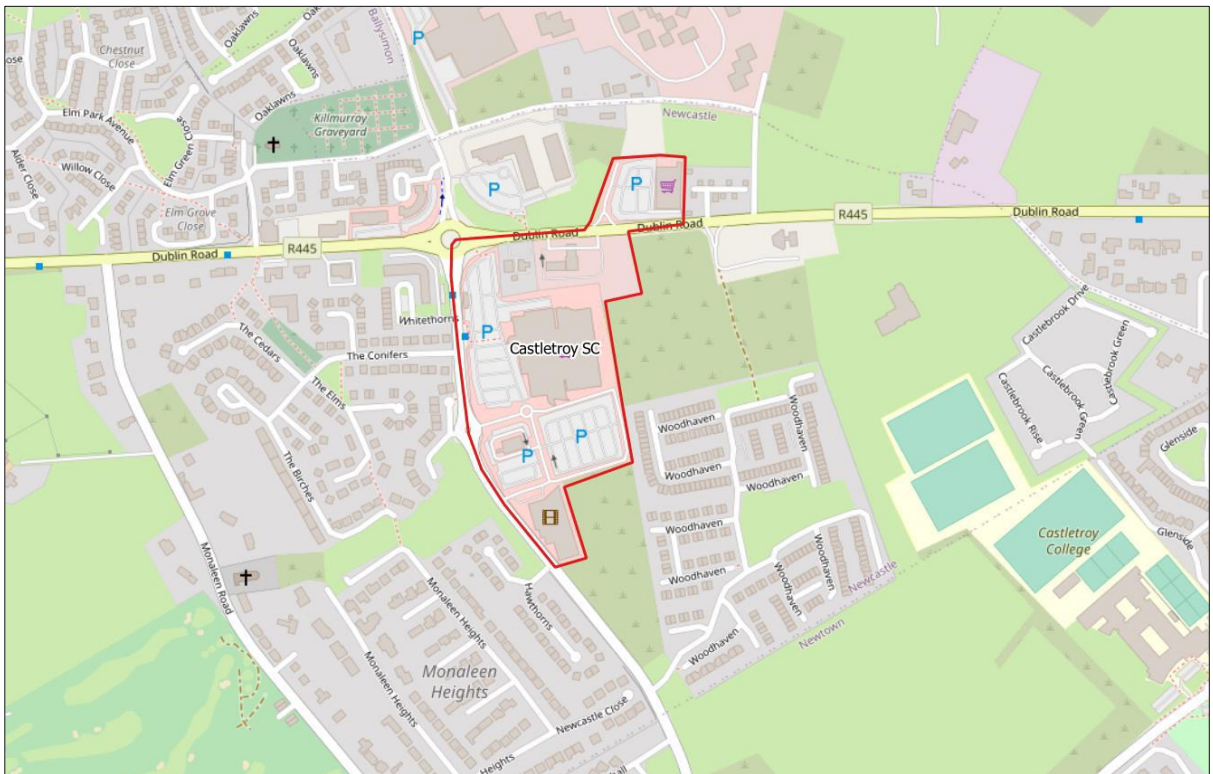 Oaklawns
Ballysimon
P
Chestnut
Close
Oaklawns
ose
Oaklawns
Elm Park Avenue
Killmurray
Graveyard
Newcastle
Elm Green Close
Alder Close
Willow Close
P
P
Elm Grove
Close
R445
Dublin Road
Dublin Road
Dublin Road
R445
Dublin Road
Whitethorns
P
Castletroy SC
The Cedars
The Conifers
The Elms
Castlebrook Drive
Castlebrook Green
Castlebrook Green
Castlebrook Rise
Woodhaven
Woodhaven
P
P
Woodhaven
Woodhaven
Glenside
The Birches
Woodhaven
Woodhaven
Woodhaven
Castletroy
College
Glenside
Monaleen Road
Monaleen Heights
Hawthorns
Woodhaven
Woodhaven
Newcastle
Newtown
Woodhaven
Monaleen
Heights
Monaleen Heights
Newcastle Close
Heights